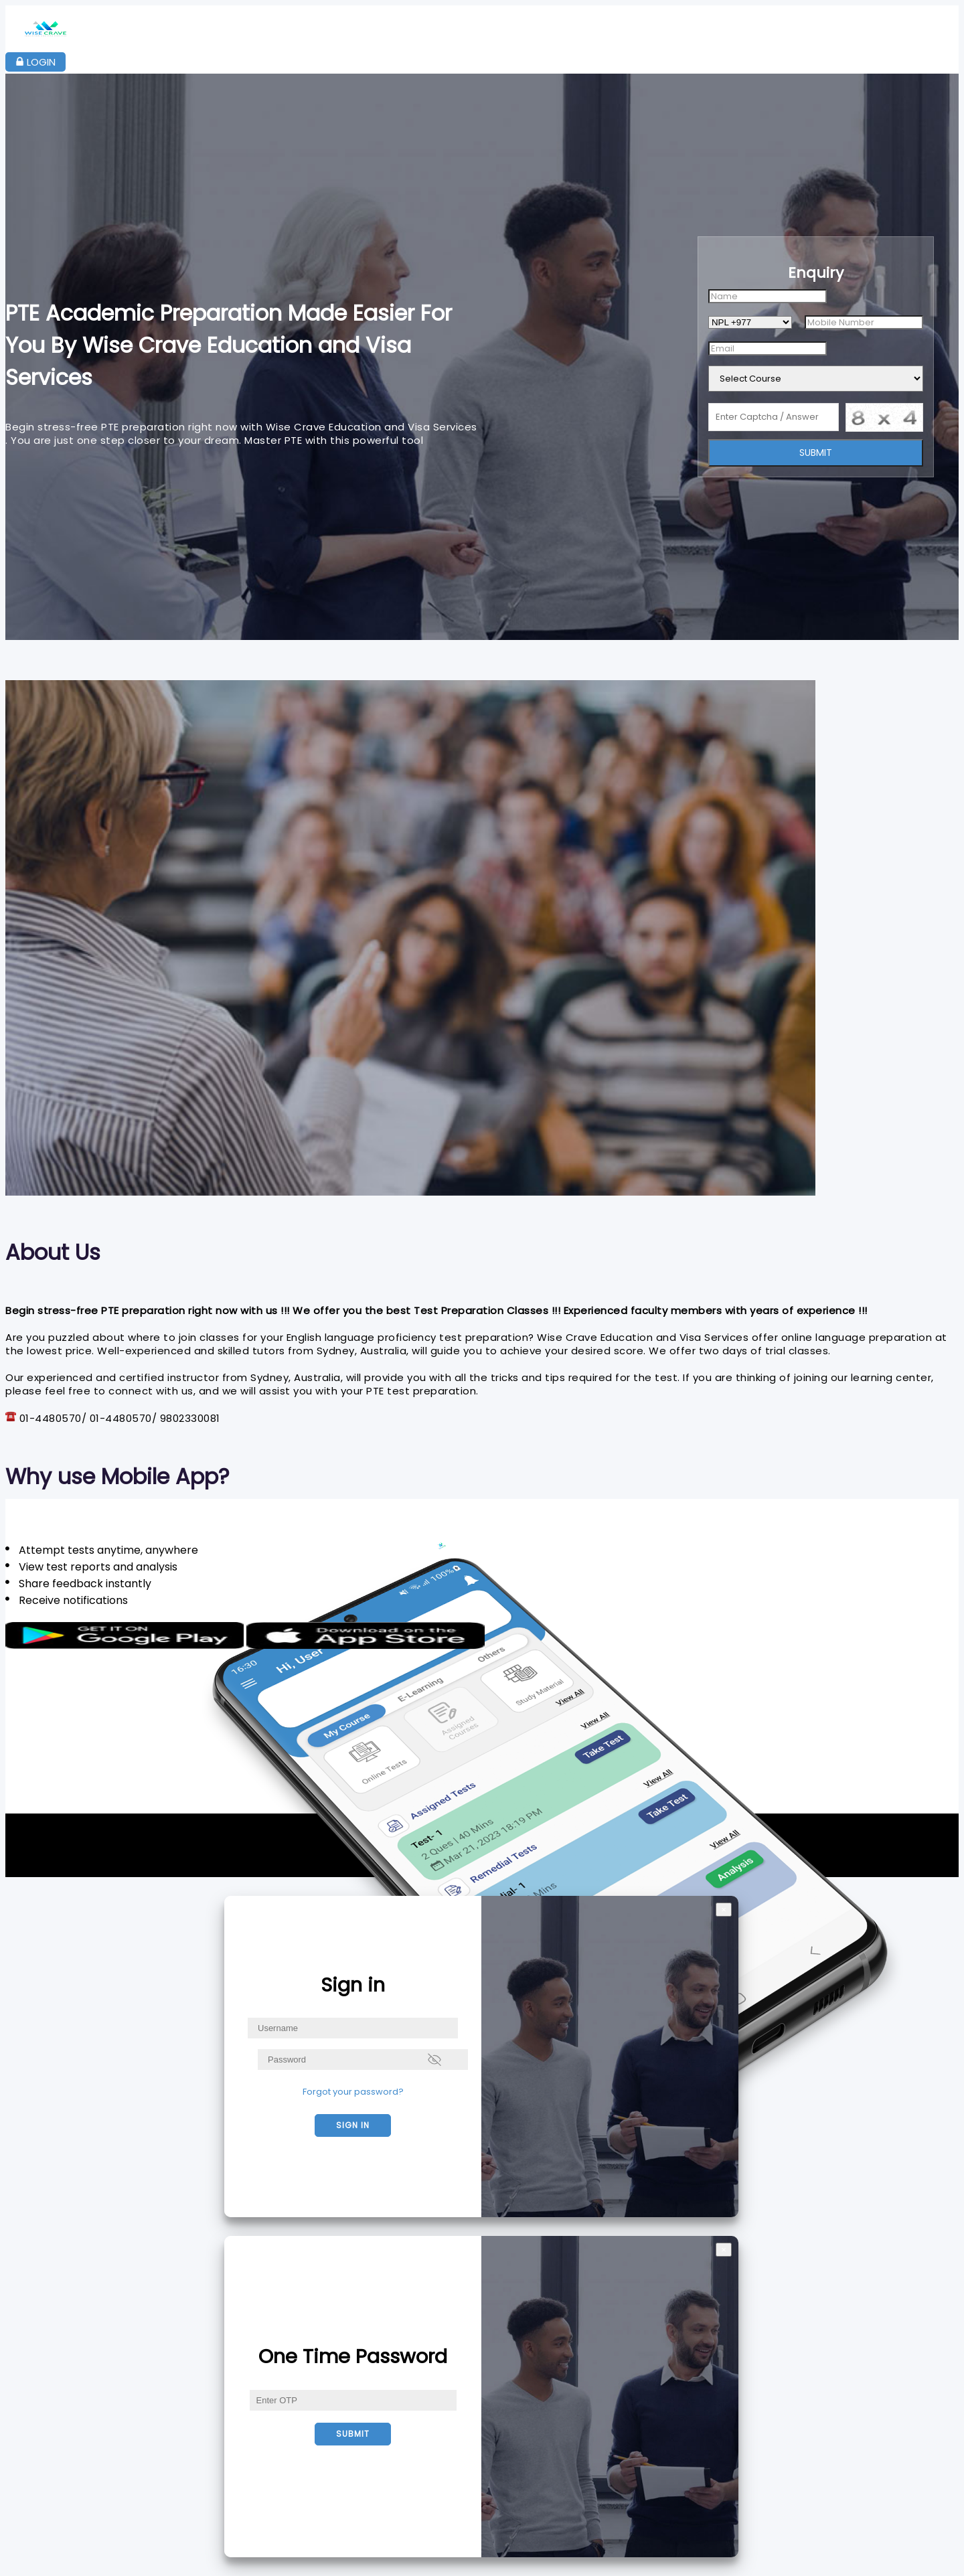 WISE CRAVE
LOGIN
Enquiry
Name
NPL +977
Mobile Number
Email
Select Course
Enter Captcha / Answer
8 x 4
SUBMIT
PTE Academic Preparation Made Easier For
You By Wise Crave Education and Visa
Services
Begin stress-free PTE preparation right now with Wise Crave Education and Visa Services
. You are just one step closer to your dream. Master PTE with this powerful tool
About Us
Begin stress-free PTE preparation right now with us !!! We offer you the best Test Preparation Classes !!! Experienced faculty members with years of experience !!!
Are you puzzled about where to join classes for your English language proficiency test preparation? Wise Crave Education and Visa Services offer online language preparation at
the lowest price. Well-experienced and skilled tutors from Sydney, Australia, will guide you to achieve your desired score. We offer two days of trial classes.
Our experienced and certified instructor from Sydney, Australia, will provide you with all the tricks and tips required for the test. If you are thinking of joining our learning center,
please feel free to connect with us, and we will assist you with your PTE test preparation.
☎ 01-4480570/ 01-4480570/ 9802330081
Why use Mobile App?
• Attempt tests anytime, anywhere
• View test reports and analysis
• Share feedback instantly
• Receive notifications
GET IT ON
Google Play
Download on the
App Store
16:30
100%
Hi, User
My Course
E-Learning
Others
Online Tests
Assigned
Courses
Study Material
View All
Assigned Tests
View All
Test- 1
2 Ques | 40 Mins
Mar 21, 2023 18:19 PM
Take Test
Remedial Tests
View All
Take Test
Mins
View All
Analysis
Sign in
Username
Password
Forgot your password?
SIGN IN
One Time Password
Enter OTP
SUBMIT